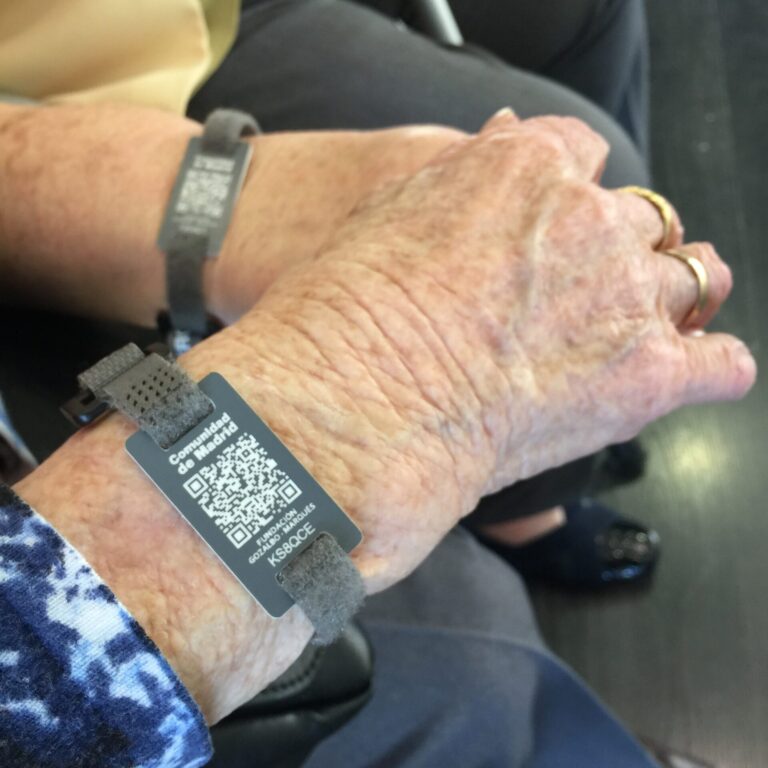 Comunidad
de Madrid
FUNDACIÓN
GOZALBO-MARQUÉS
KS8QCE